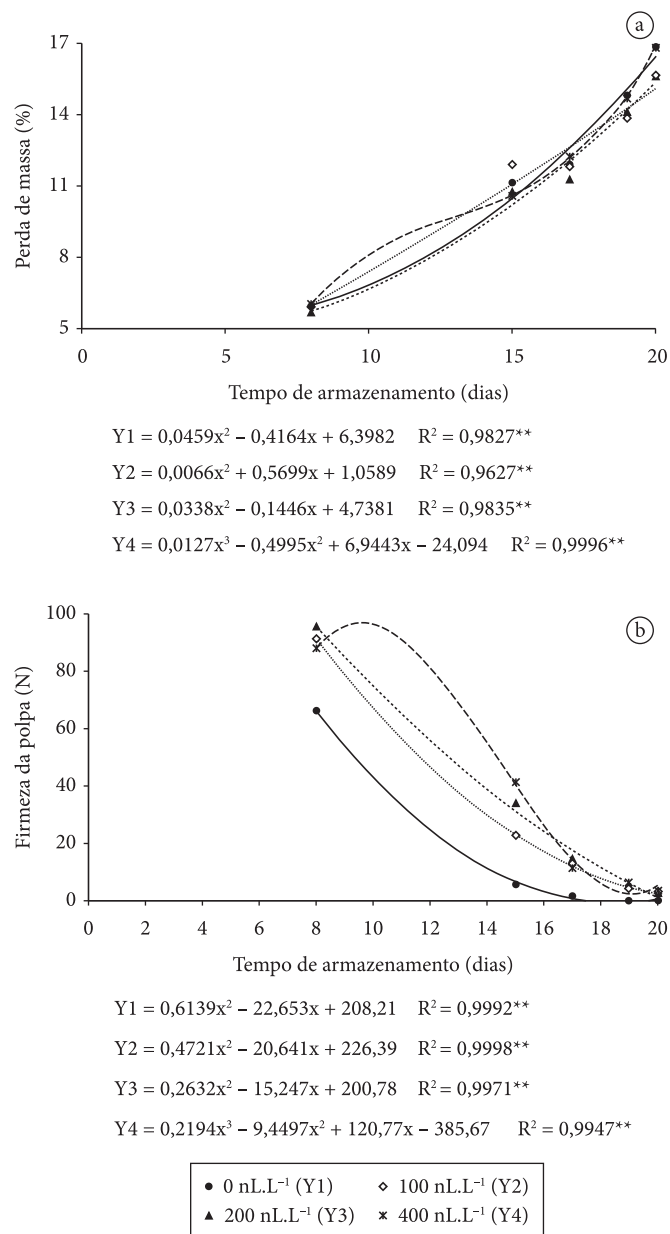 a
17
14
11
8
5
Perda de massa (%)
0 5 10 15 20
Tempo de armazenamento (dias)
Y1 = 0,0459x² – 0,4164x + 6,3982 R² = 0,9827**
Y2 = 0,0066x² + 0,5699x + 1,0589 R² = 0,9627**
Y3 = 0,0338x² – 0,1446x + 4,7381 R² = 0,9835**
Y4 = 0,0127x³ – 0,4995x² + 6,9443x – 24,094 R² = 0,9996**
b
100
80
60
40
20
0
Firmeza da polpa (N)
0 2 4 6 8 10 12 14 16 18 20
Tempo de armazenamento (dias)
Y1 = 0,6139x² – 22,653x + 208,21 R² = 0,9992**
Y2 = 0,4721x² – 20,641x + 226,39 R² = 0,9998**
Y3 = 0,2632x² – 15,247x + 200,78 R² = 0,9971**
Y4 = 0,2194x³ – 9,4497x² + 120,77x – 385,67 R² = 0,9947**
0 nL.L⁻¹ (Y1) 100 nL.L⁻¹ (Y2)
200 nL.L⁻¹ (Y3) 400 nL.L⁻¹ (Y4)